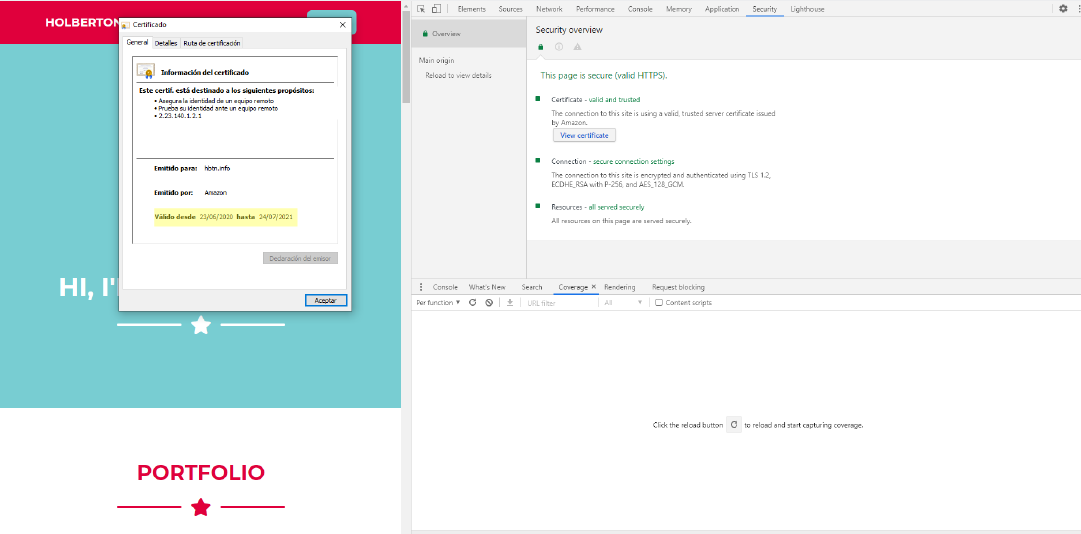 HOLBERTON
Certificado
General Detalles Ruta de certificación
Información del certificado
Este certif. está destinado a los siguientes propósitos:
• Asegura la identidad de un equipo remoto
• Prueba su identidad ante un equipo remoto
• 2.23.140.1.2.1
Emitido para: hbtn.info
Emitido por: Amazon
Válido desde 23/06/2020 hasta 24/07/2021
Declaración del emisor
Aceptar
HI, I'
PORTFOLIO
Elements Sources Network Performance Console Memory Application Security Lighthouse
Overview
Main origin
Reload to view details
Security overview
This page is secure (valid HTTPS).
Certificate - valid and trusted
The connection to this site is using a valid, trusted server certificate issued
by Amazon.
View certificate
Connection - secure connection settings
The connection to this site is encrypted and authenticated using TLS 1.2,
ECDHE_RSA with P-256, and AES_128_GCM.
Resources - all served securely
All resources on this page are served securely.
Console What's New Search Coverage × Rendering Request blocking
Per function ▼ URL filter All ▼ Content scripts
Click the reload button to reload and start capturing coverage.